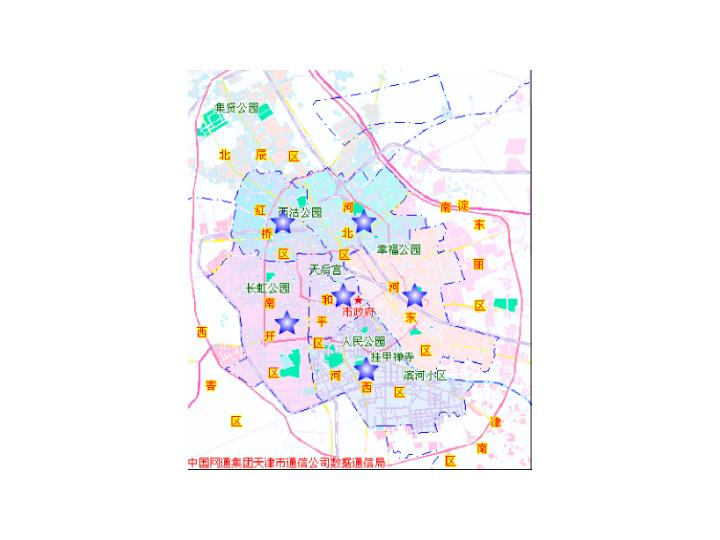 集贤公园
北辰区
红桥区
西沽公园
河北区
南淀
东丽区
幸福公园
天后宫
长虹公园
南开区
和平区
市政府
河东区
人民公园
挂甲禅寺
河西区
滨河小区
西青区
津南区
中国网通集团天津市通信公司数据通信局